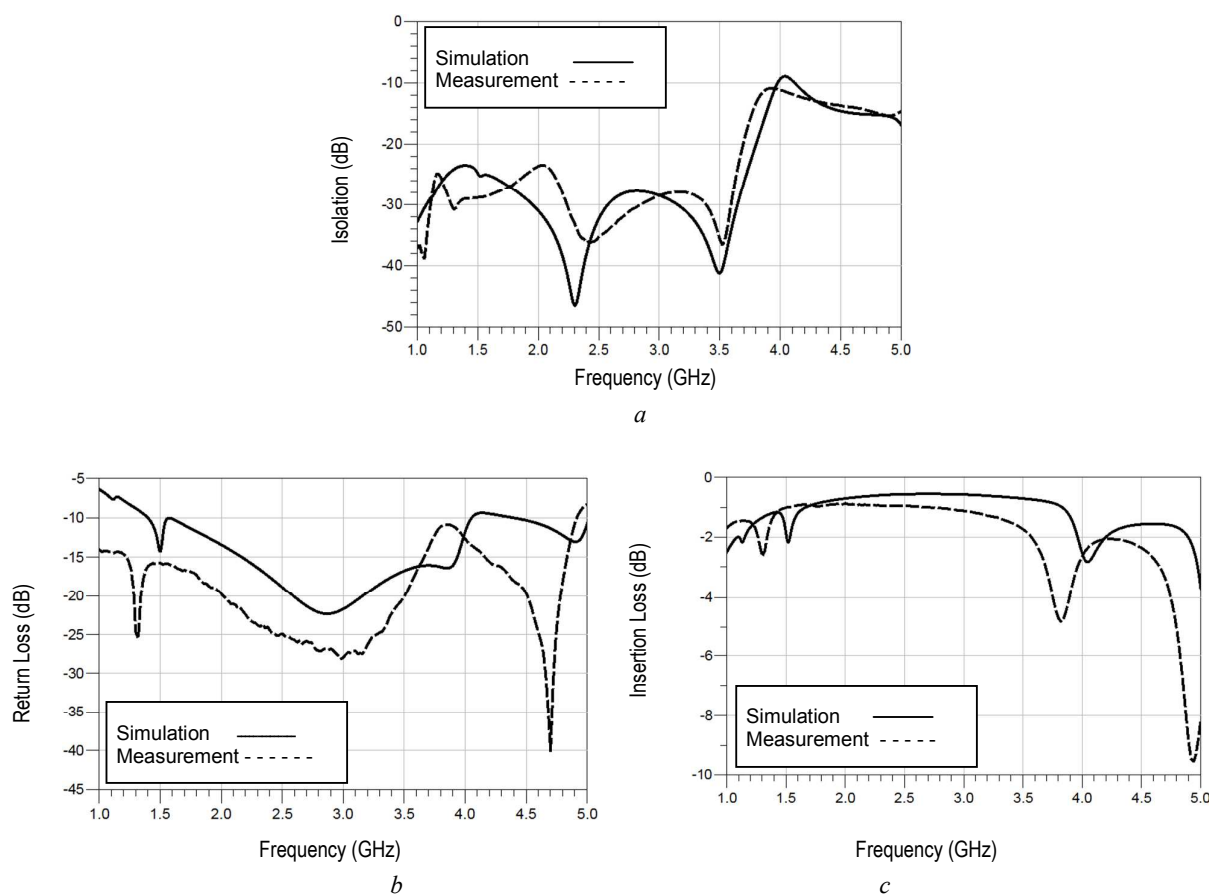 0
-10
-20
-30
-40
-50
Isolation (dB)
Simulation
Measurement
1.0 1.5 2.0 2.5 3.0 3.5 4.0 4.5 5.0
Frequency (GHz)
a
-5
-10
-15
-20
-25
-30
-35
-40
-45
Return Loss (dB)
Simulation
Measurement
1.0 1.5 2.0 2.5 3.0 3.5 4.0 4.5 5.0
Frequency (GHz)
b
0
-2
-4
-6
-8
-10
Insertion Loss (dB)
Simulation
Measurement
1.0 1.5 2.0 2.5 3.0 3.5 4.0 4.5 5.0
Frequency (GHz)
c